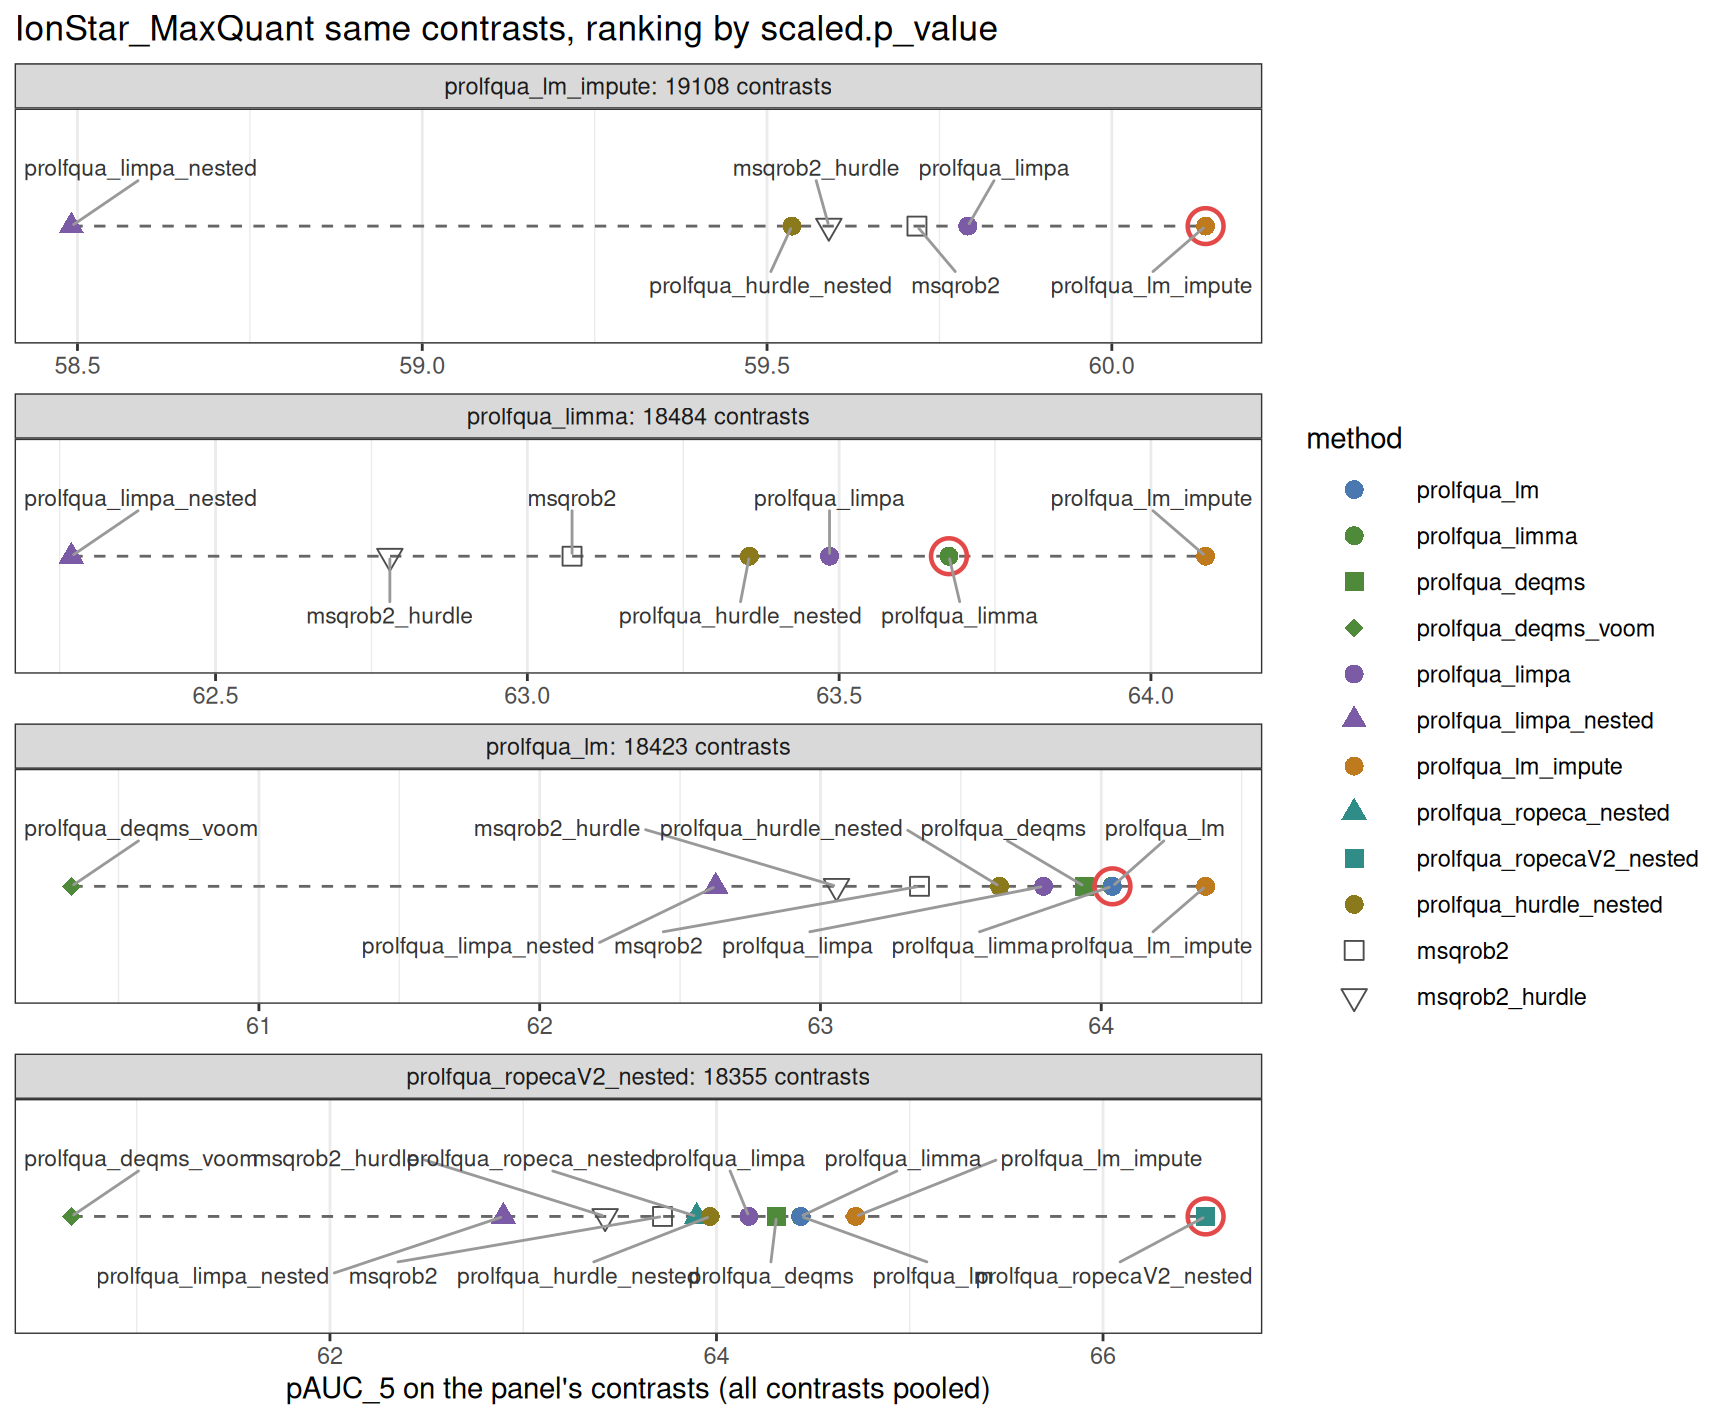 IonStar_MaxQuant same contrasts, ranking by scaled.p_value
prolfqua_lm_impute: 19108 contrasts
prolfqua_limpa_nested
msqrob2_hurdle
prolfqua_limpa
prolfqua_hurdle_nested
msqrob2
prolfqua_lm_impute
58.5
59.0
59.5
60.0
prolfqua_limma: 18484 contrasts
prolfqua_limpa_nested
msqrob2
prolfqua_limpa
prolfqua_lm_impute
msqrob2_hurdle
prolfqua_hurdle_nested
prolfqua_limma
62.5
63.0
63.5
64.0
prolfqua_lm: 18423 contrasts
prolfqua_deqms_voom
msqrob2_hurdle
prolfqua_hurdle_nested
prolfqua_deqms
prolfqua_lm
prolfqua_limpa_nested
msqrob2
prolfqua_limpa
prolfqua_limma
prolfqua_lm_impute
61
62
63
64
prolfqua_ropecaV2_nested: 18355 contrasts
prolfqua_deqms_voom
msqrob2_hurdle
prolfqua_ropeca_nested
prolfqua_limpa
prolfqua_limma
prolfqua_lm_impute
prolfqua_limpa_nested
msqrob2
prolfqua_hurdle_nested
prolfqua_deqms
prolfqua_lm
prolfqua_ropecaV2_nested
62
64
66
pAUC_5 on the panel's contrasts (all contrasts pooled)
method
prolfqua_lm
prolfqua_limma
prolfqua_deqms
prolfqua_deqms_voom
prolfqua_limpa
prolfqua_limpa_nested
prolfqua_lm_impute
prolfqua_ropeca_nested
prolfqua_ropecaV2_nested
prolfqua_hurdle_nested
msqrob2
msqrob2_hurdle